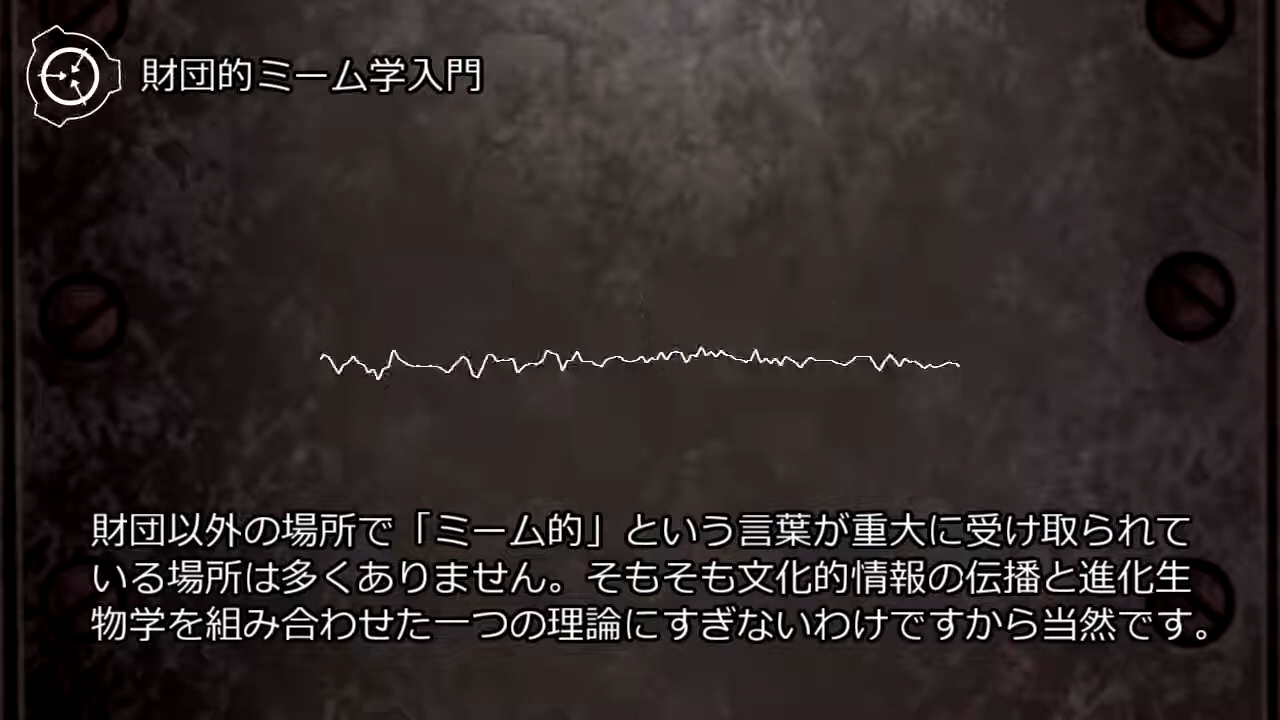 財団的ミーム学入門
財団以外の場所で「ミーム的」という言葉が重大に受け取られて
いる場所は多くありません。そもそも文化的情報の伝播と進化生
物学を組み合わせた一つの理論にすぎないわけですから当然です。